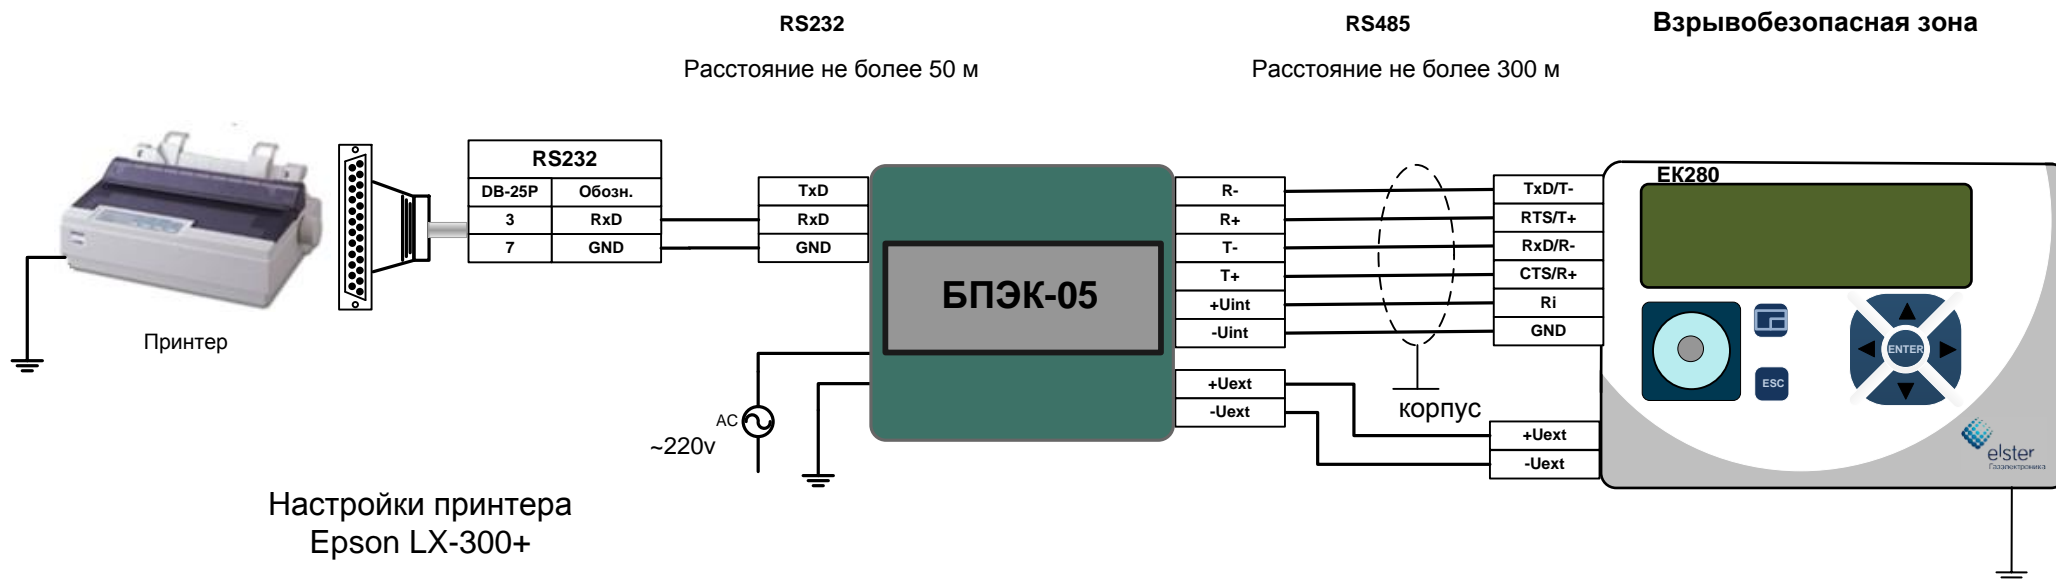 RS232
RS485
Взрывобезопасная зона
Расстояние не более 50 м
Расстояние не более 300 м
RS232
DB-25P Обозн.
3 RxD
7 GND
TxD
RxD
GND
БПЭК-05
R-
R+
T-
T+
+Uint
-Uint
+Uext
-Uext
TxD/T-
RTS/T+
RxD/R-
CTS/R+
Ri
GND
+Uext
-Uext
ЕК280
ENTER
ESC
elster
Газэлектроника
корпус
Принтер
AC
~220v
Настройки принтера
Epson LX-300+